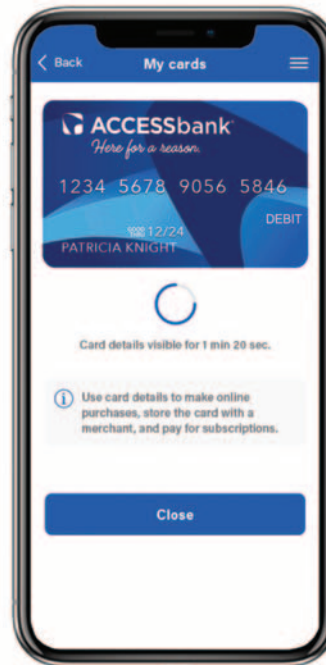 Back
My cards
ACCESSbank
Here for a reason.
1234 5678 9056 5846
DEBIT
12/24
PATRICIA KNIGHT
Card details visible for 1 min 20 sec.
Use card details to make online
purchases, store the card with a
merchant, and pay for subscriptions.
Close